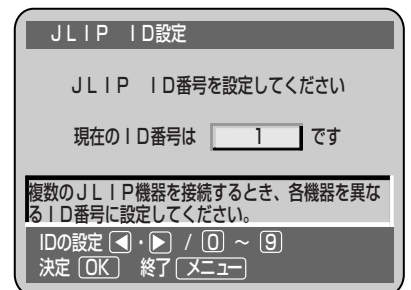 JLIP ID設定
JLIP ID番号を設定してください
現在のID番号は 1 です
複数のJLIP機器を接続するとき、各機器を異な
るID番号に設定してください。
IDの設定 ◀・▶ / 0 ～ 9
決定 OK 終了 メニュー